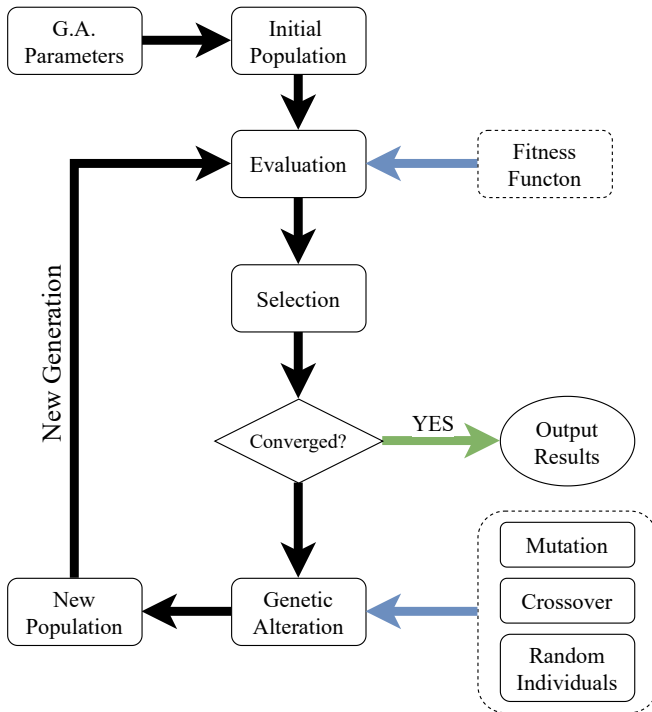 G.A.
Parameters
Initial
Population
Evaluation
Fitness
Functon
Selection
New Generation
Converged?
YES
Output
Results
Mutation
Crossover
Random
Individuals
Genetic
Alteration
New
Population